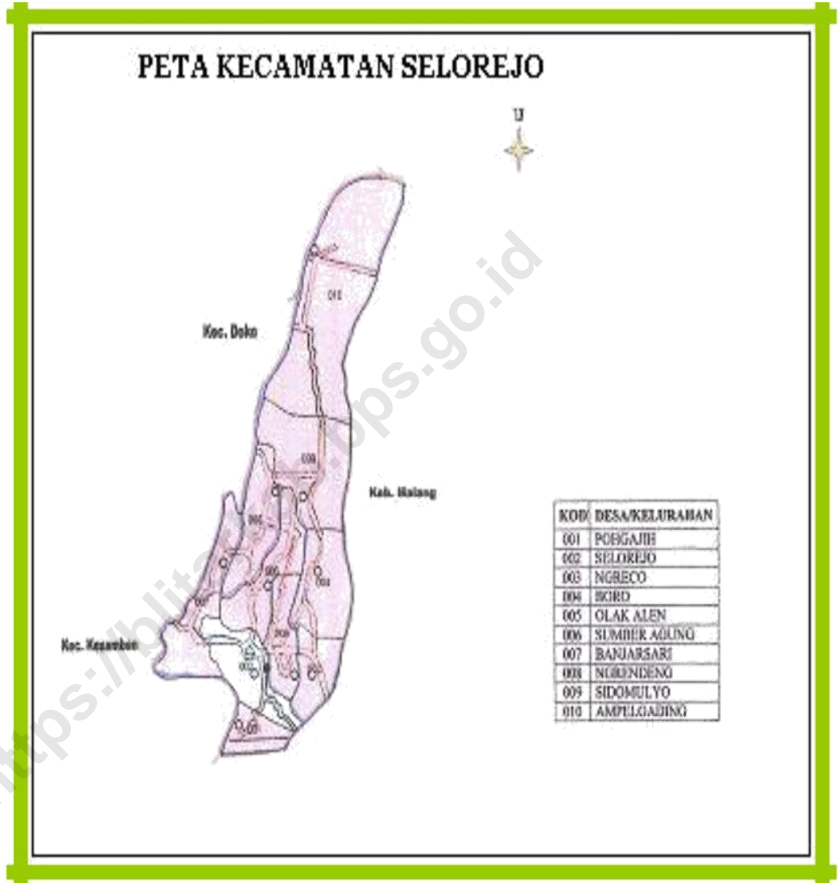 PETA KECAMATAN SELOREJO
U
010
Kec. Doko
Kab. Malang
Kec. Kesamben
KOD DESA/KELURAHAN
001 POHGAJIH
002 SELOREJO
003 NGRECO
004 BORO
005 OLAK ALEN
006 SUMBER AGUNG
007 BANJARSARI
008 NGRENDENG
009 SIDOMULYO
010 AMPELGADING
https://blitarkab.bps.go.id